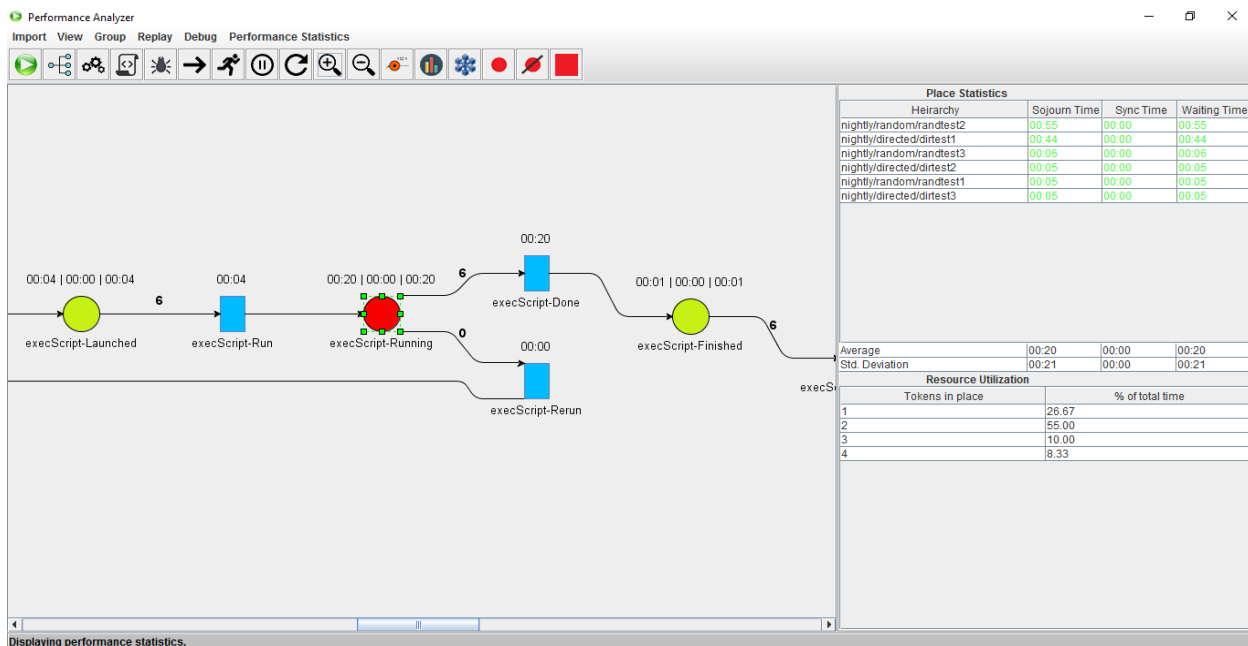 Performance Analyzer
Import View Group Replay Debug Performance Statistics
Place Statistics
Heirarchy Sojourn Time Sync Time Waiting Time
nightly/random/randtest2 00:55 00:00 00:55
nightly/directed/dirtest1 00:44 00:00 00:44
nightly/random/randtest3 00:06 00:00 00:06
nightly/directed/dirtest2 00:05 00:00 00:05
nightly/random/randtest1 00:05 00:00 00:05
nightly/directed/dirtest3 00:05 00:00 00:05
Average 00:20 00:00 00:20
Std. Deviation 00:21 00:00 00:21
Resource Utilization
Tokens in place % of total time
1 26.67
2 55.00
3 10.00
4 8.33
00:04 | 00:00 | 00:04
execScript-Launched
6
00:04
execScript-Run
00:20 | 00:00 | 00:20
execScript-Running
6
0
00:20
execScript-Done
00:00
execScript-Rerun
00:01 | 00:00 | 00:01
execScript-Finished
6
execS
Displaying performance statistics.